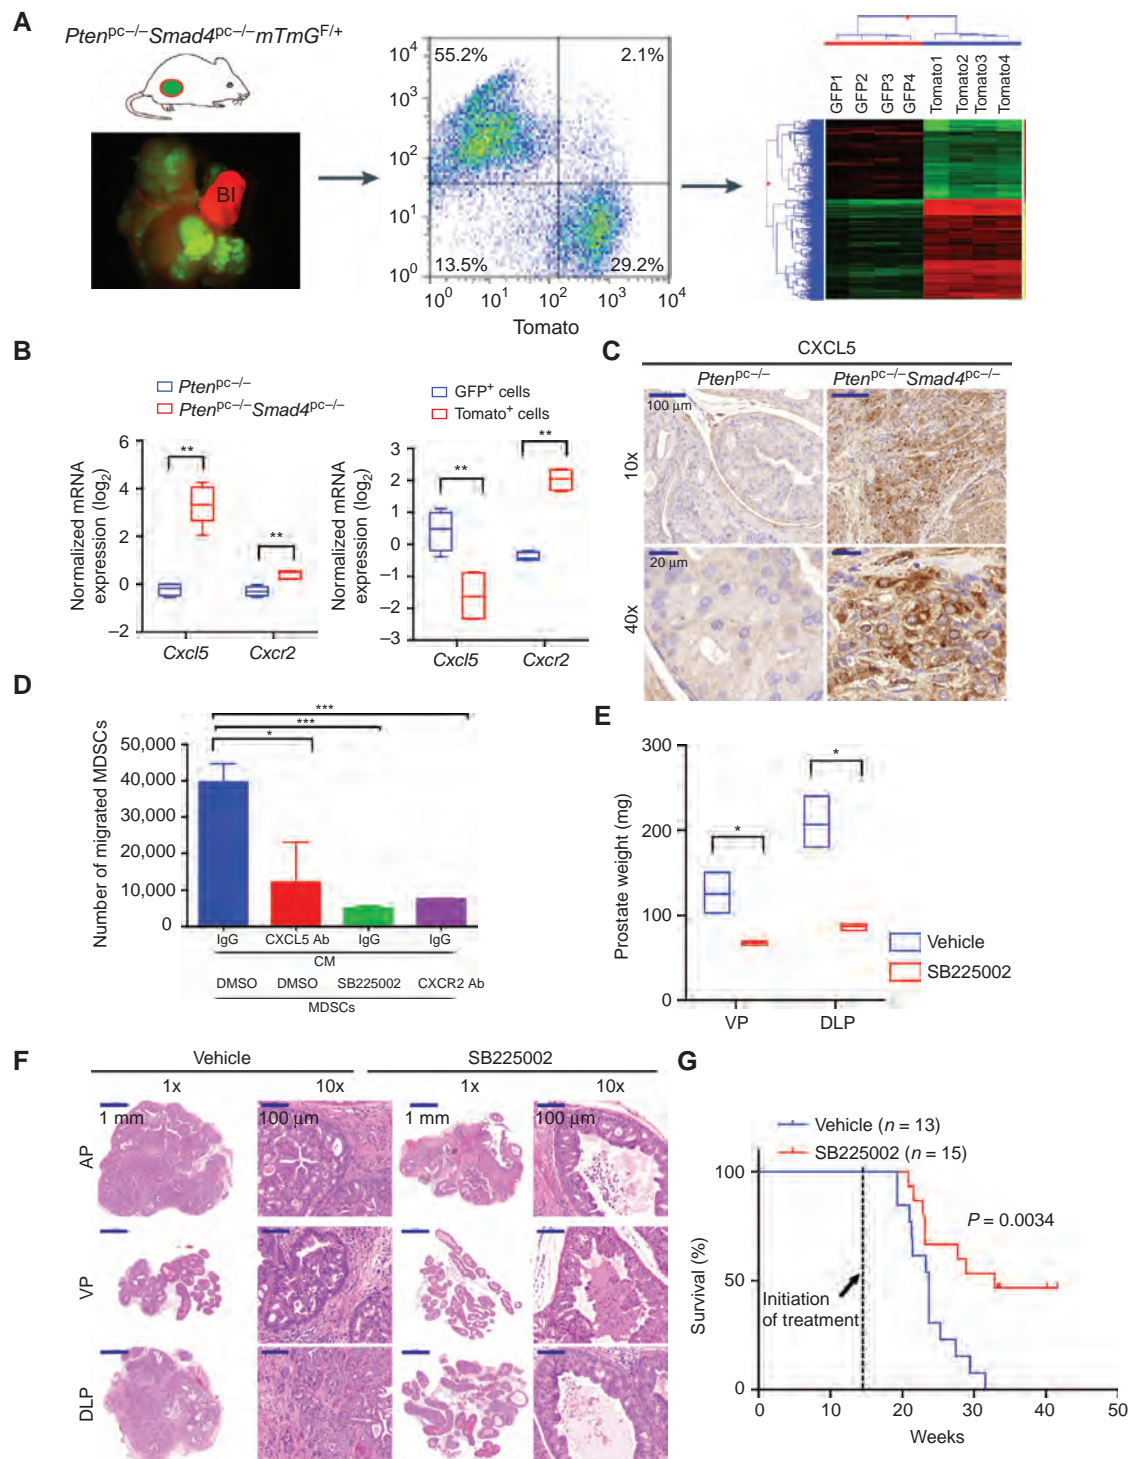 A
Pten^pc–/–Smad4^pc–/–mTmG^F/+
BI
10^4
10^3
10^2
10^1
10^0
55.2%
2.1%
13.5%
29.2%
10^0 10^1 10^2 10^3 10^4
Tomato
GFP1 GFP2 GFP3 GFP4 Tomato1 Tomato2 Tomato3 Tomato4
B
Pten^pc–/–
Pten^pc–/–Smad4^pc–/–
Normalized mRNA
expression (log2)
6
4
2
0
–2
**
**
Cxcl5 Cxcr2
GFP+ cells
Tomato+ cells
Normalized mRNA
expression (log2)
3
2
1
0
–1
–2
–3
**
**
Cxcl5 Cxcr2
C
CXCL5
Pten^pc–/– Pten^pc–/–Smad4^pc–/–
10x
100 µm
40x
20 µm
D
***
***
*
Number of migrated MDSCs
50,000
40,000
30,000
20,000
10,000
0
IgG CXCL5 Ab IgG IgG
CM
DMSO DMSO SB225002 CXCR2 Ab
MDSCs
E
Prostate weight (mg)
300
200
100
0
*
*
Vehicle
SB225002
VP DLP
F
Vehicle SB225002
1x 10x 1x 10x
1 mm 100 µm 1 mm 100 µm
AP
VP
DLP
G
Vehicle (n = 13)
SB225002 (n = 15)
Survival (%)
100
50
0
P = 0.0034
Initiation
of treatment
0 10 20 30 40 50
Weeks